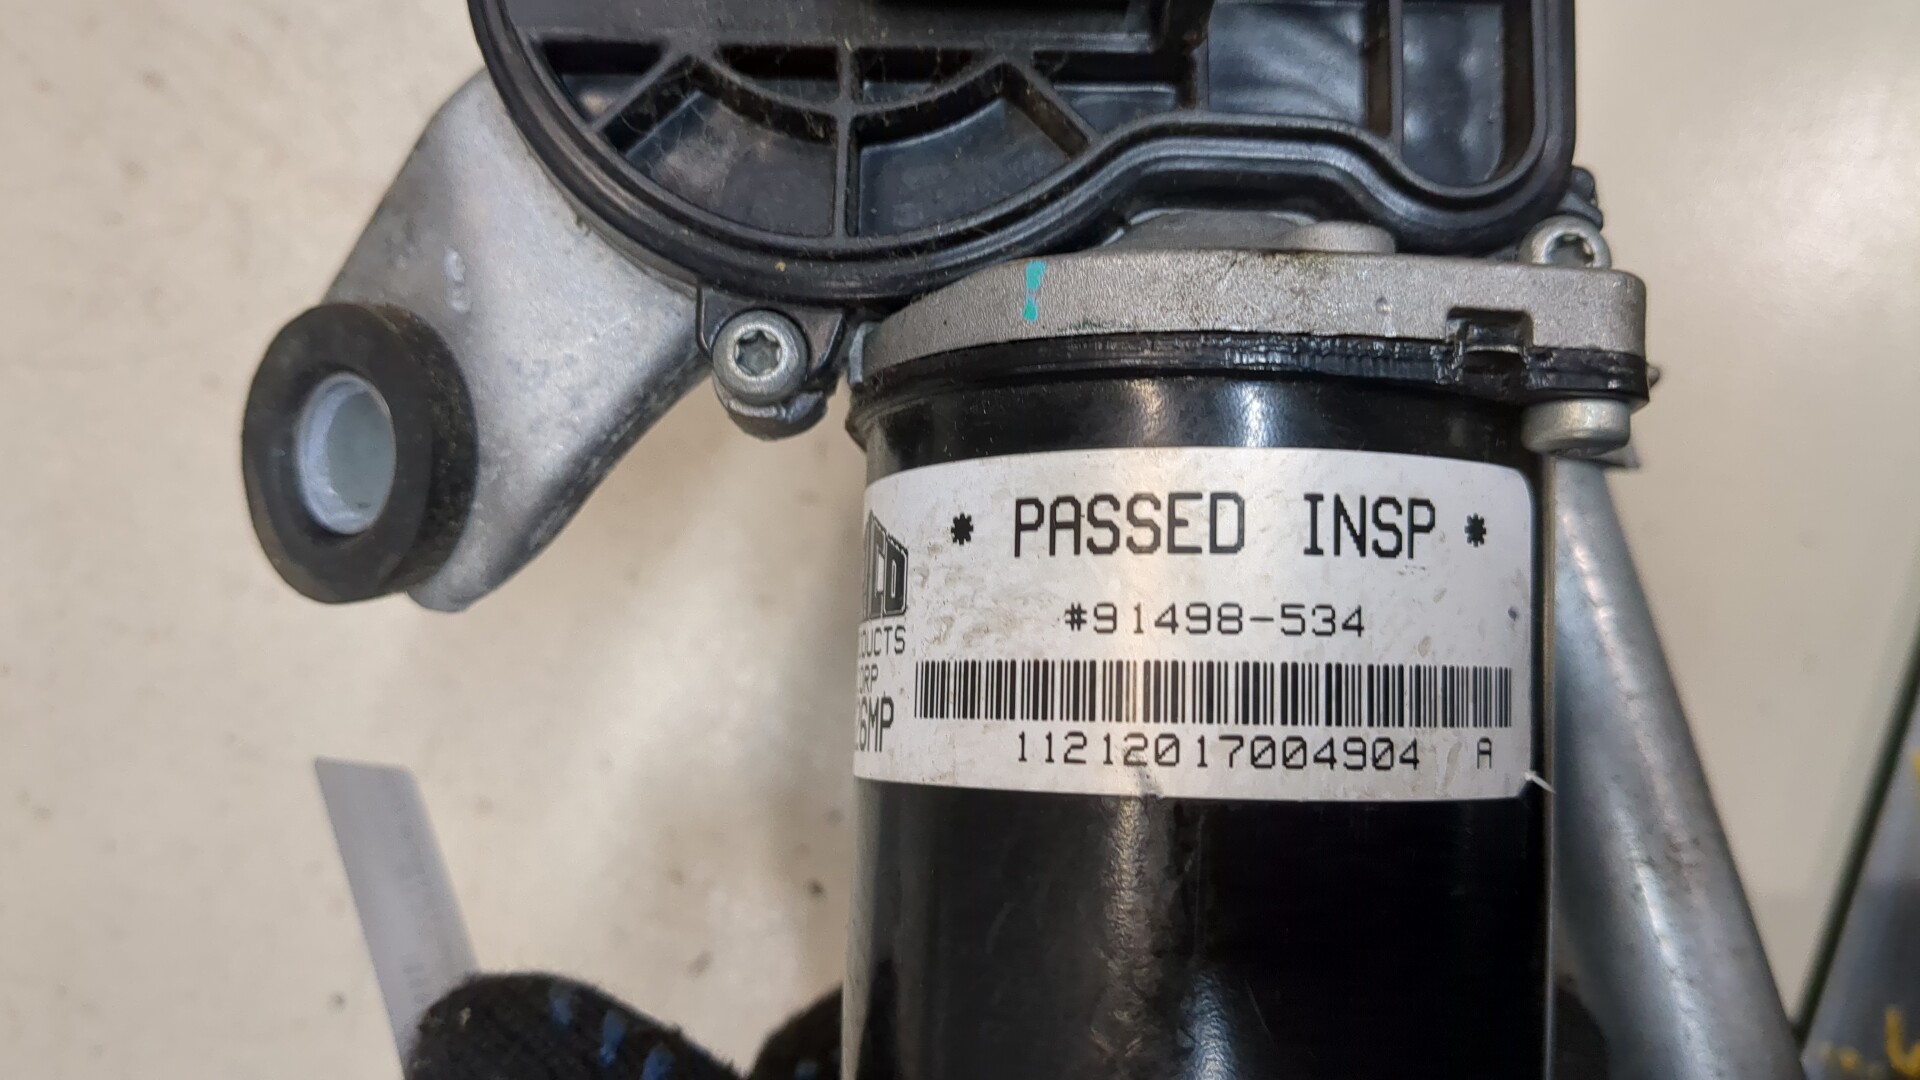 * PASSED INSP *
#91498-534
11212017004904 A